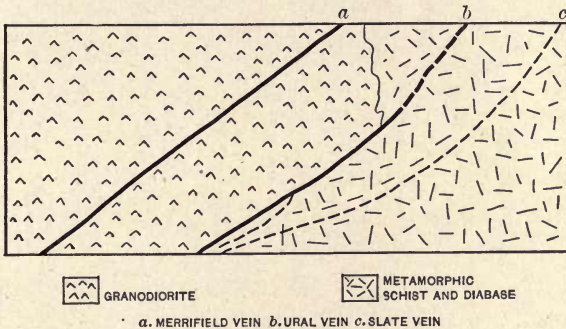 a b c
GRANODIORITE
METAMORPHIC
SCHIST AND DIABASE
a. MERRIFIELD VEIN b. URAL VEIN c. SLATE VEIN